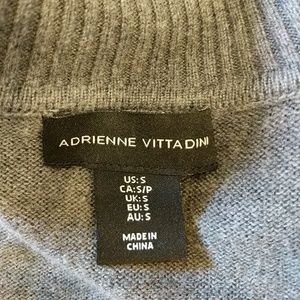 ADRIENNE VITTADINI
US: S
CA: S/P
UK: S
EU: S
AU: S
MADE IN
CHINA